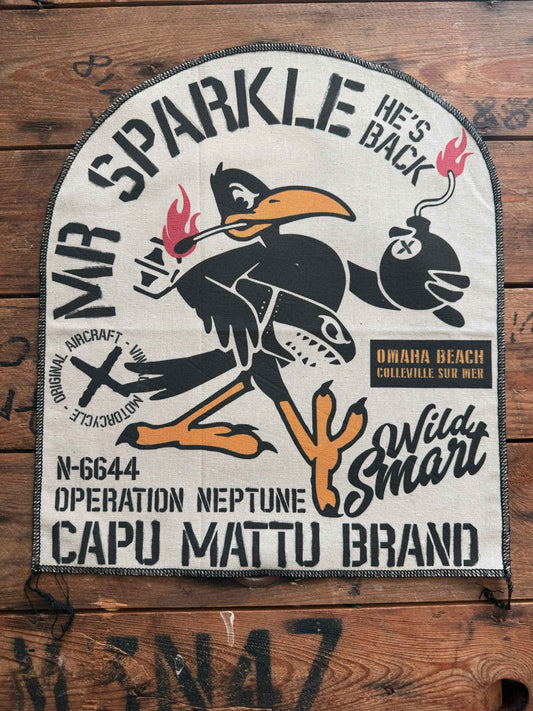 MR SPARKLE
HE'S
BACK
OMAHA BEACH
COLLEVILLE SUR MER
ORIGINAL AIRCRAFT - MOTORCYCLE -
Wild
Smart
N-6644
OPERATION NEPTUNE
CAPU MATTU BRAND
N47